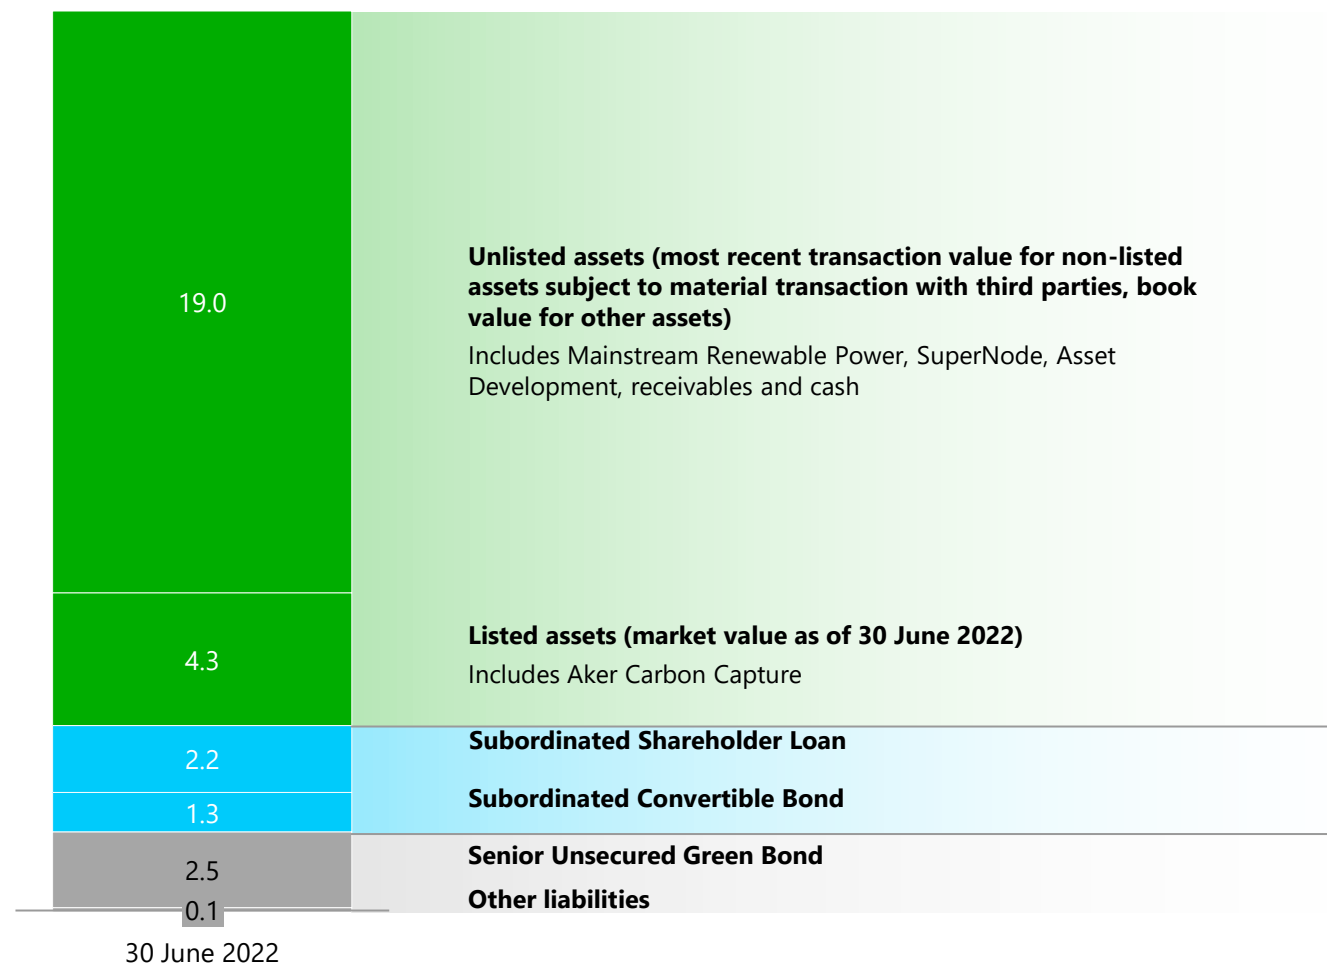 19.0
Unlisted assets (most recent transaction value for non-listed
assets subject to material transaction with third parties, book
value for other assets)
Includes Mainstream Renewable Power, SuperNode, Asset
Development, receivables and cash
4.3
Listed assets (market value as of 30 June 2022)
Includes Aker Carbon Capture
2.2
Subordinated Shareholder Loan
1.3
Subordinated Convertible Bond
2.5
Senior Unsecured Green Bond
0.1
Other liabilities
30 June 2022